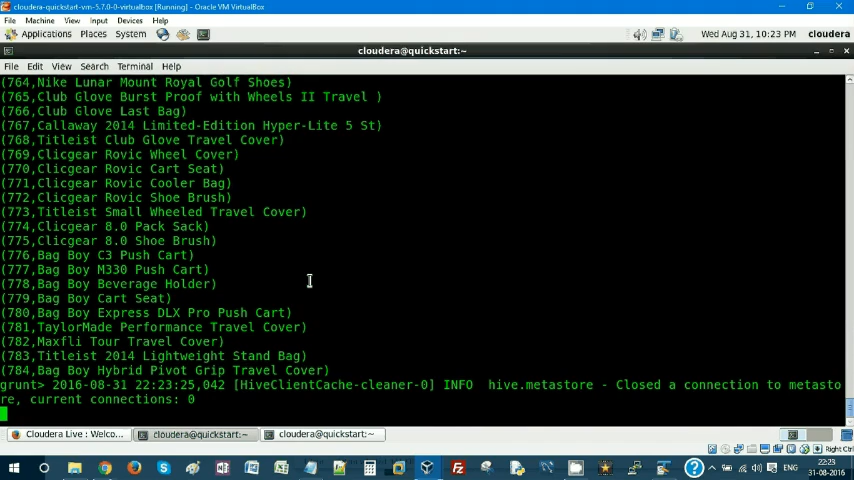 cloudera-quickstart-vm-5.7.0-0-virtualbox [Running] - Oracle VM VirtualBox
File Machine View Input Devices Help
Applications Places System Wed Aug 31, 10:23 PM cloudera
cloudera@quickstart:~
File Edit View Search Terminal Help
(764,Nike Lunar Mount Royal Golf Shoes)
(765,Club Glove Burst Proof with Wheels II Travel )
(766,Club Glove Last Bag)
(767,Callaway 2014 Limited-Edition Hyper-Lite 5 St)
(768,Titleist Club Glove Travel Cover)
(769,Clicgear Rovic Wheel Cover)
(770,Clicgear Rovic Cart Seat)
(771,Clicgear Rovic Cooler Bag)
(772,Clicgear Rovic Shoe Brush)
(773,Titleist Small Wheeled Travel Cover)
(774,Clicgear 8.0 Pack Sack)
(775,Clicgear 8.0 Shoe Brush)
(776,Bag Boy C3 Push Cart)
(777,Bag Boy M330 Push Cart)
(778,Bag Boy Beverage Holder)
(779,Bag Boy Cart Seat)
(780,Bag Boy Express DLX Pro Push Cart)
(781,TaylorMade Performance Travel Cover)
(782,Maxfli Tour Travel Cover)
(783,Titleist 2014 Lightweight Stand Bag)
(784,Bag Boy Hybrid Pivot Grip Travel Cover)
grunt> 2016-08-31 22:23:25,042 [HiveClientCache-cleaner-0] INFO hive.metastore - Closed a connection to metasto
re, current connections: 0
Cloudera Live : Welco... cloudera@quickstart:~ cloudera@quickstart:~
Right Ctrl
ENG 22:23
31-08-2016